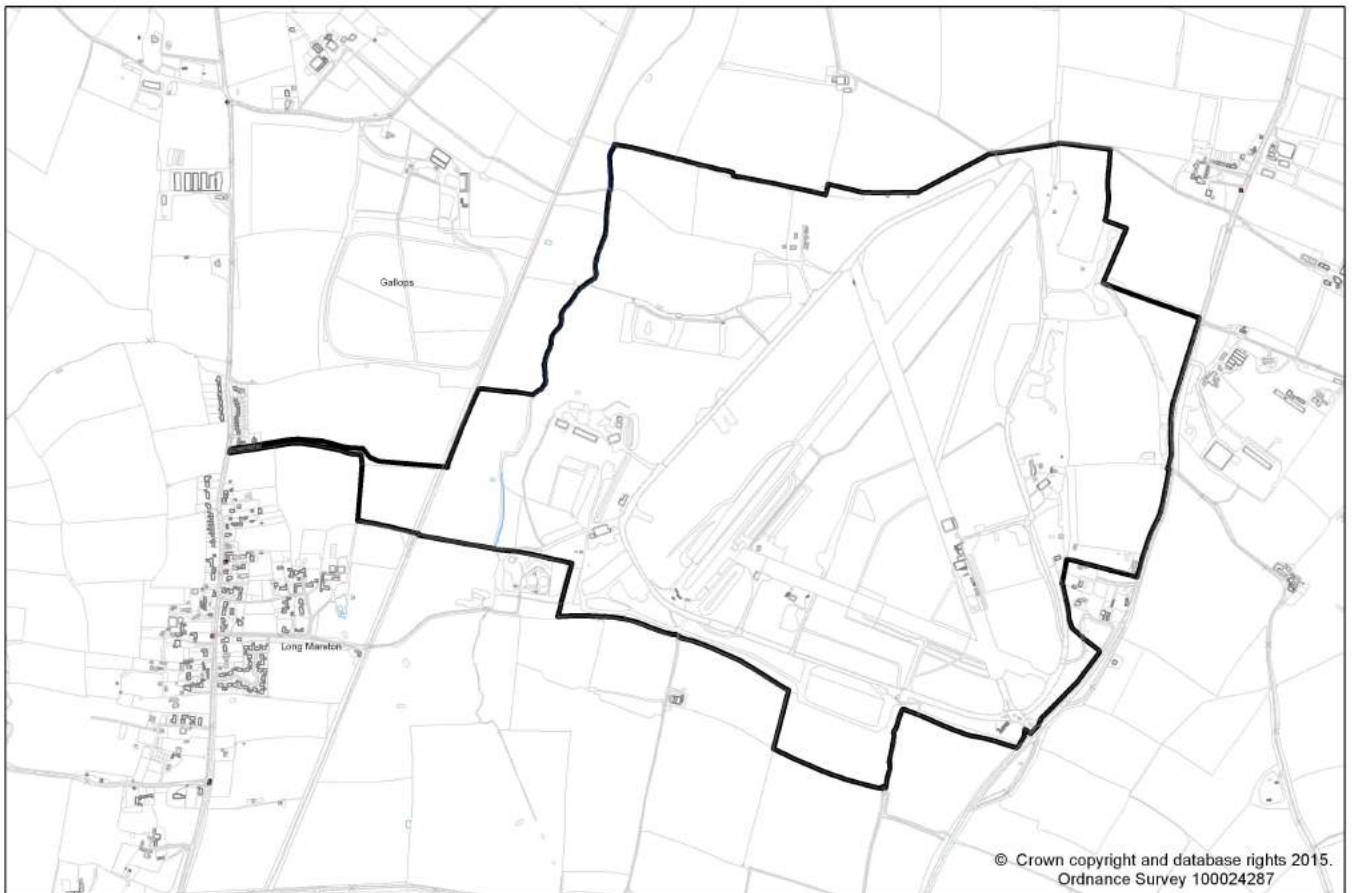 Gallops
Long Marston
© Crown copyright and database rights 2015.
Ordnance Survey 100024287